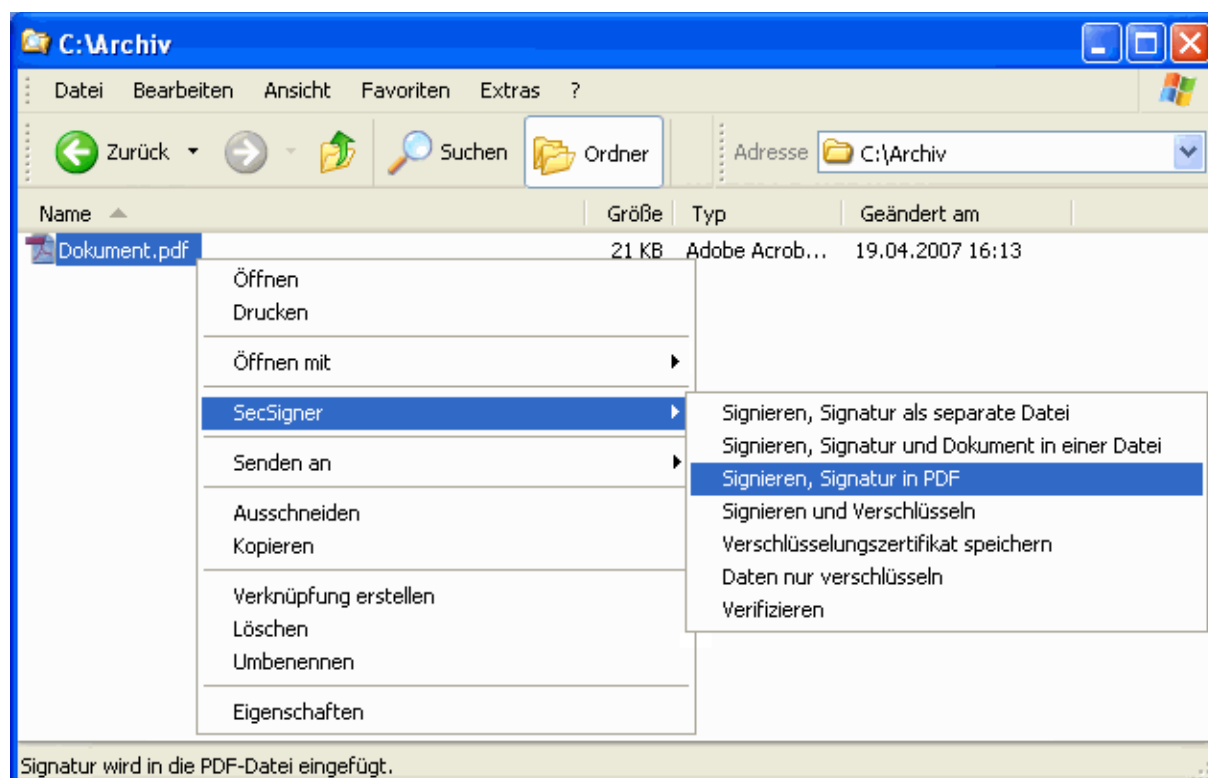 C:\Archiv
Datei Bearbeiten Ansicht Favoriten Extras ?
Zurück Suchen Ordner Adresse C:\Archiv
Name Größe Typ Geändert am
Dokument.pdf 21 KB Adobe Acrob... 19.04.2007 16:13
Öffnen
Drucken
Öffnen mit
SecSigner
Senden an
Ausschneiden
Kopieren
Verknüpfung erstellen
Löschen
Umbenennen
Eigenschaften
Signieren, Signatur als separate Datei
Signieren, Signatur und Dokument in einer Datei
Signieren, Signatur in PDF
Signieren und Verschlüsseln
Verschlüsselungszertifikat speichern
Daten nur verschlüsseln
Verifizieren
Signatur wird in die PDF-Datei eingefügt.